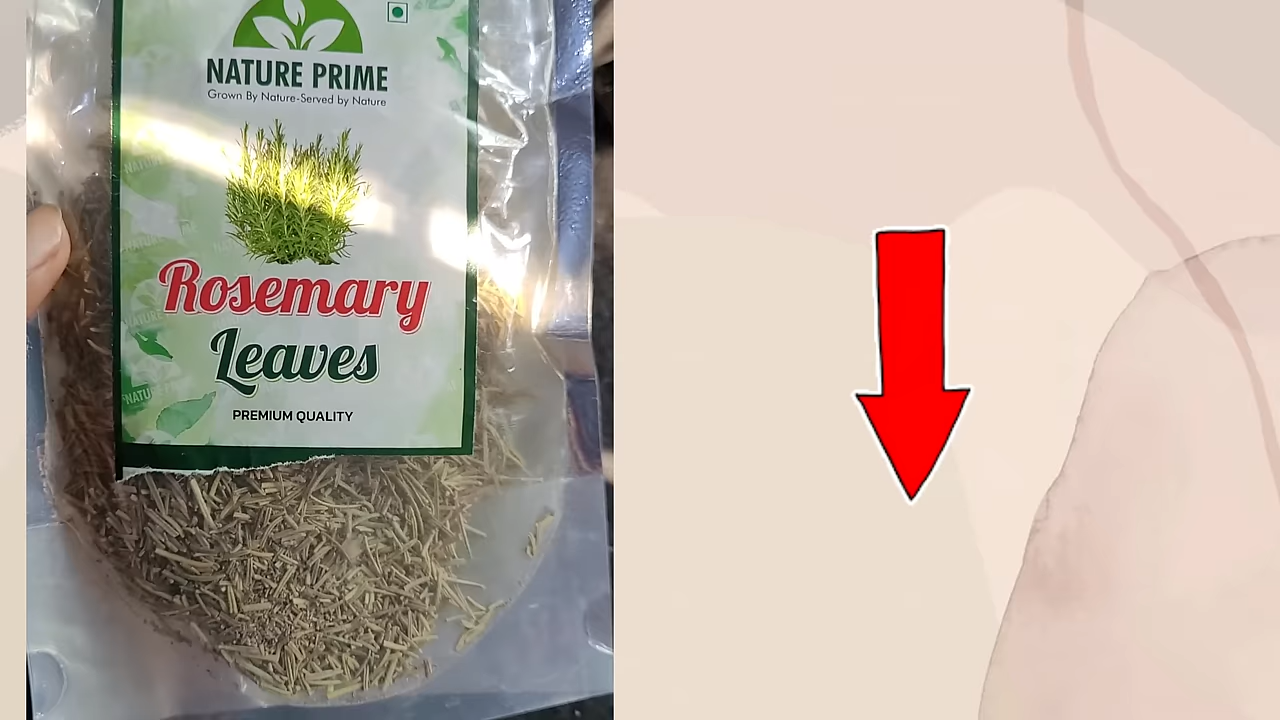 NATURE PRIME
Grown By Nature-Served by Nature
Rosemary
Leaves
PREMIUM QUALITY